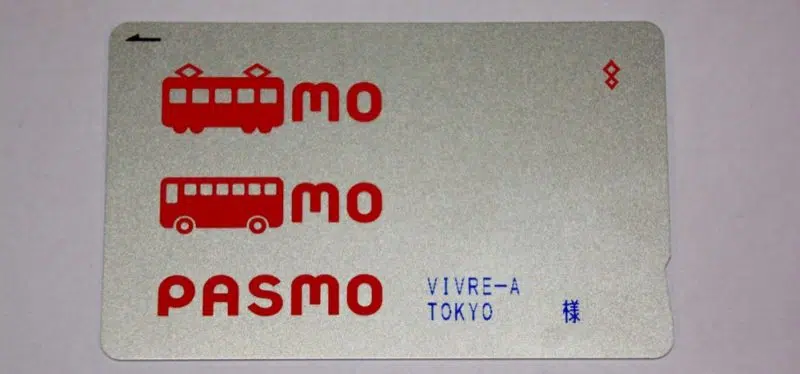 mo
mo
PASMO
VIVRE-A
TOKYO 様